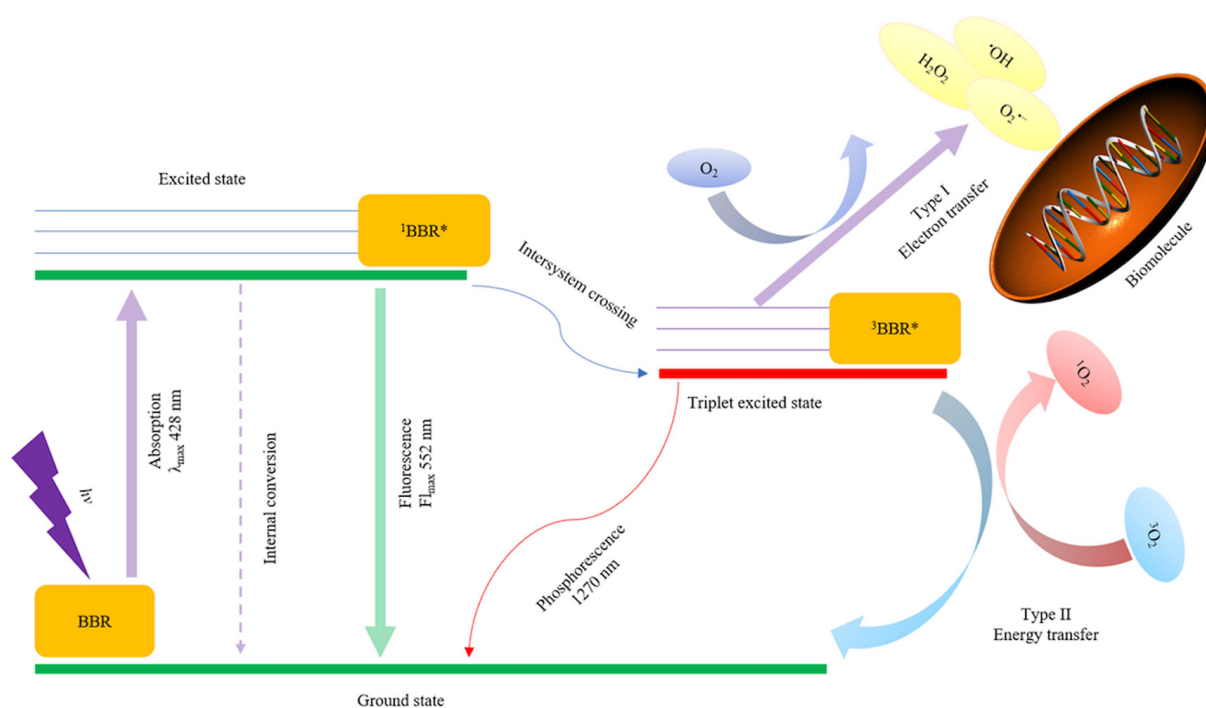 Excited state
¹BBR*
Absorption
λmax 428 nm
hν
BBR
Internal conversion
Fluorescence
Flmax 552 nm
Intersystem crossing
Phosphorescence
1270 nm
Ground state
³BBR*
Triplet excited state
O₂
Type I
Electron transfer
H₂O₂
•OH
O₂•−
Biomolecule
¹O₂
³O₂
Type II
Energy transfer